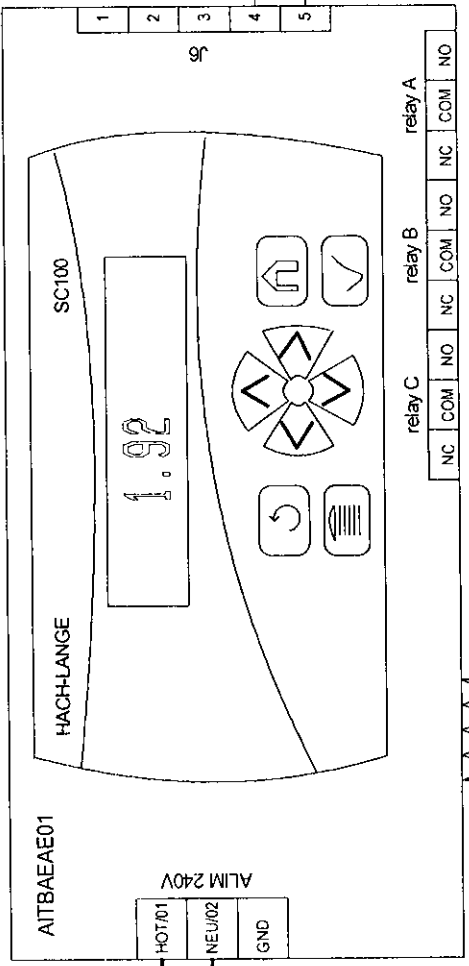 AITBAEAE01
HACH-LANGE
SC100
1.92
ALIM 240V
HOT/01
NEU/02
GND
J6
1
2
3
4
5
relay C
relay B
relay A
NC COM NO NC COM NO NC COM NO